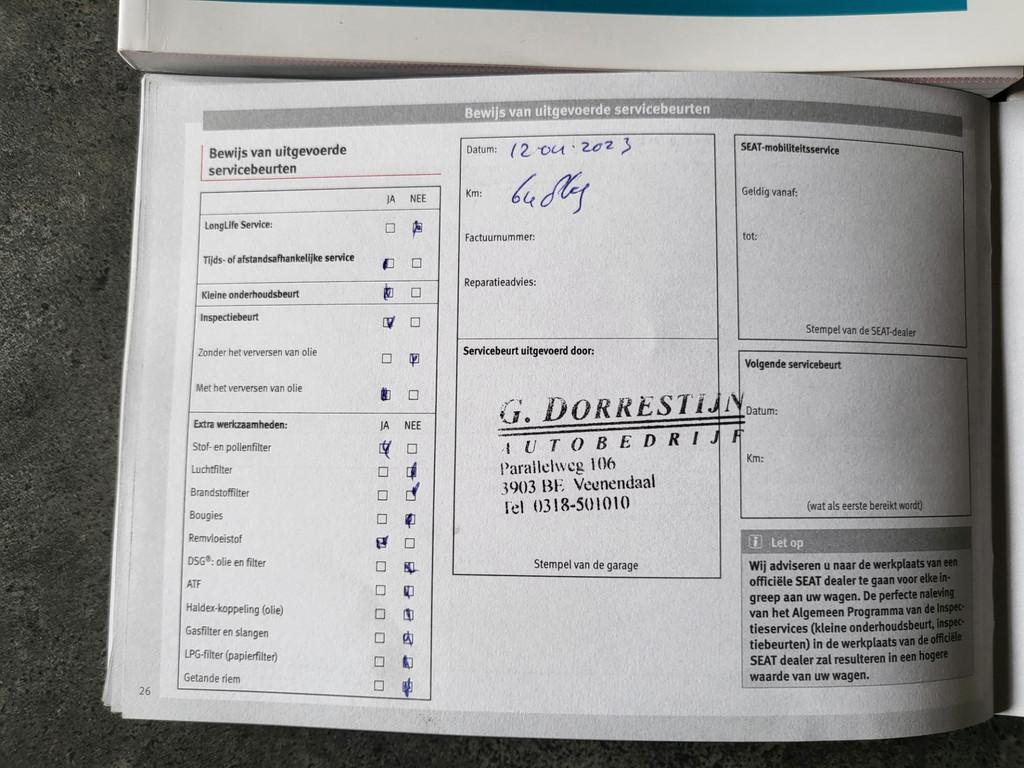 Bewijs van uitgevoerde servicebeurten
Bewijs van uitgevoerde
servicebeurten
JA NEE
LongLife Service:
Tijds- of afstandsafhankelijke service
Kleine onderhoudsbeurt
Inspectiebeurt
Zonder het verversen van olie
Met het verversen van olie
Extra werkzaamheden: JA NEE
Stof- en pollenfilter
Luchtfilter
Brandstoffilter
Bougies
Remvloeistof
DSG®: olie en filter
ATF
Haldex-koppeling (olie)
Gasfilter en slangen
LPG-filter (papierfilter)
Getande riem
26
Datum: 12·04·2023
Km:
Factuurnummer:
Reparatieadvies:
Servicebeurt uitgevoerd door:
G. DORRESTIJN
AUTOBEDRIJF
Parallelweg 106
3903 BE Veenendaal
Tel 0318-501010
Stempel van de garage
SEAT-mobiliteitsservice
Geldig vanaf:
tot:
Stempel van de SEAT-dealer
Volgende servicebeurt
Datum:
Km:
(wat als eerste bereikt wordt)
i Let op
Wij adviseren u naar de werkplaats van een
officiële SEAT dealer te gaan voor elke in-
greep aan uw wagen. De perfecte naleving
van het Algemeen Programma van de Inspec-
tieservices (kleine onderhoudsbeurt, inspec-
tiebeurten) in de werkplaats van de officiële
SEAT dealer zal resulteren in een hogere
waarde van uw wagen.